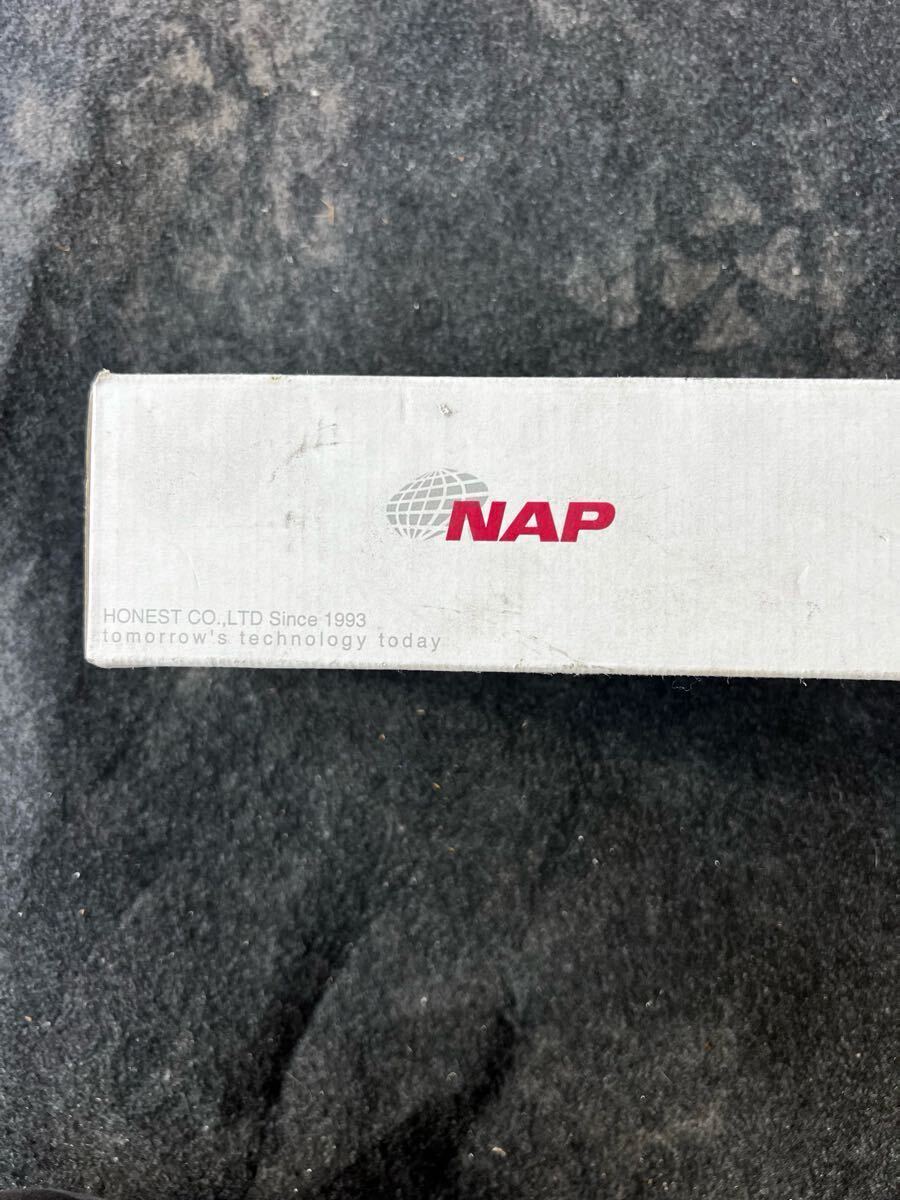 NAP
HONEST CO.,LTD Since 1993
tomorrow's technology today